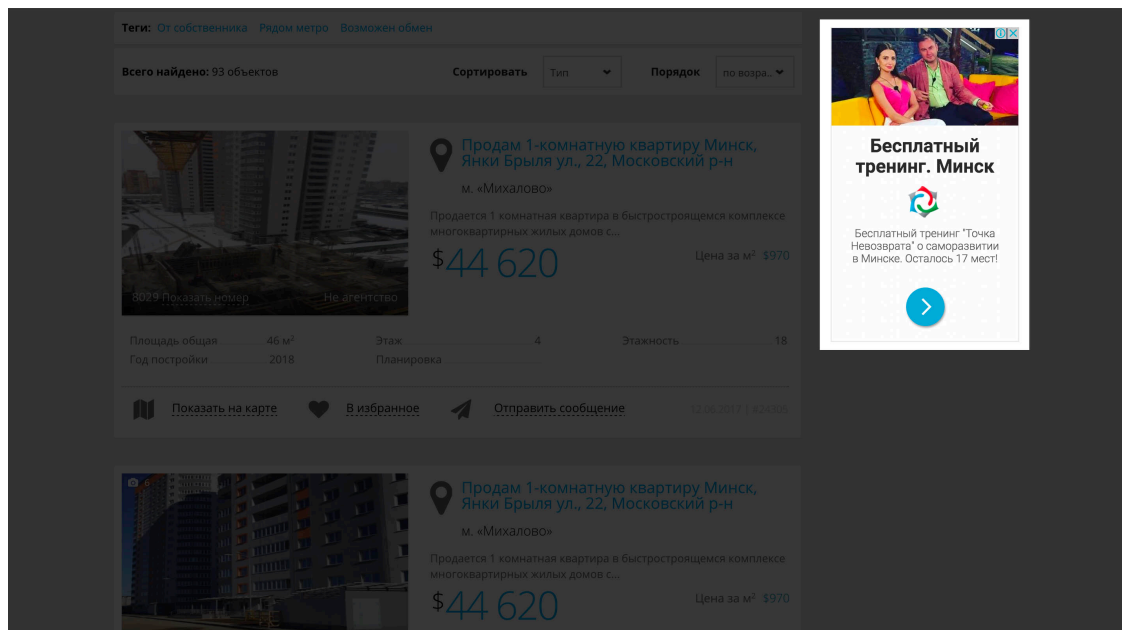 Теги: От собственника Рядом метро Возможен обмен
Всего найдено: 93 объектов
Сортировать Тип Порядок по возра...
Продам 1-комнатную квартиру Минск,
Янки Брыля ул., 22, Московский р-н
м. «Михалово»
Продается 1 комнатная квартира в быстростроящемся комплексе
многоквартирных жилых домов с...
$44 620
Цена за м² $970
8029 Показать номер
Не агентство
Площадь общая 46 м²
Этаж 4
Этажность 18
Год постройки 2018
Планировка
Показать на карте
В избранное
Отправить сообщение
12.06.2017 |
6
Продам 1-комнатную квартиру Минск,
Янки Брыля ул., 22, Московский р-н
м. «Михалово»
Продается 1 комнатная квартира в быстростроящемся комплексе
многоквартирных жилых домов с...
$44 620
Цена за м² $970
Бесплатный
тренинг. Минск
Бесплатный тренинг "Точка
Невозврата" о саморазвитии
в Минске. Осталось 17 мест!